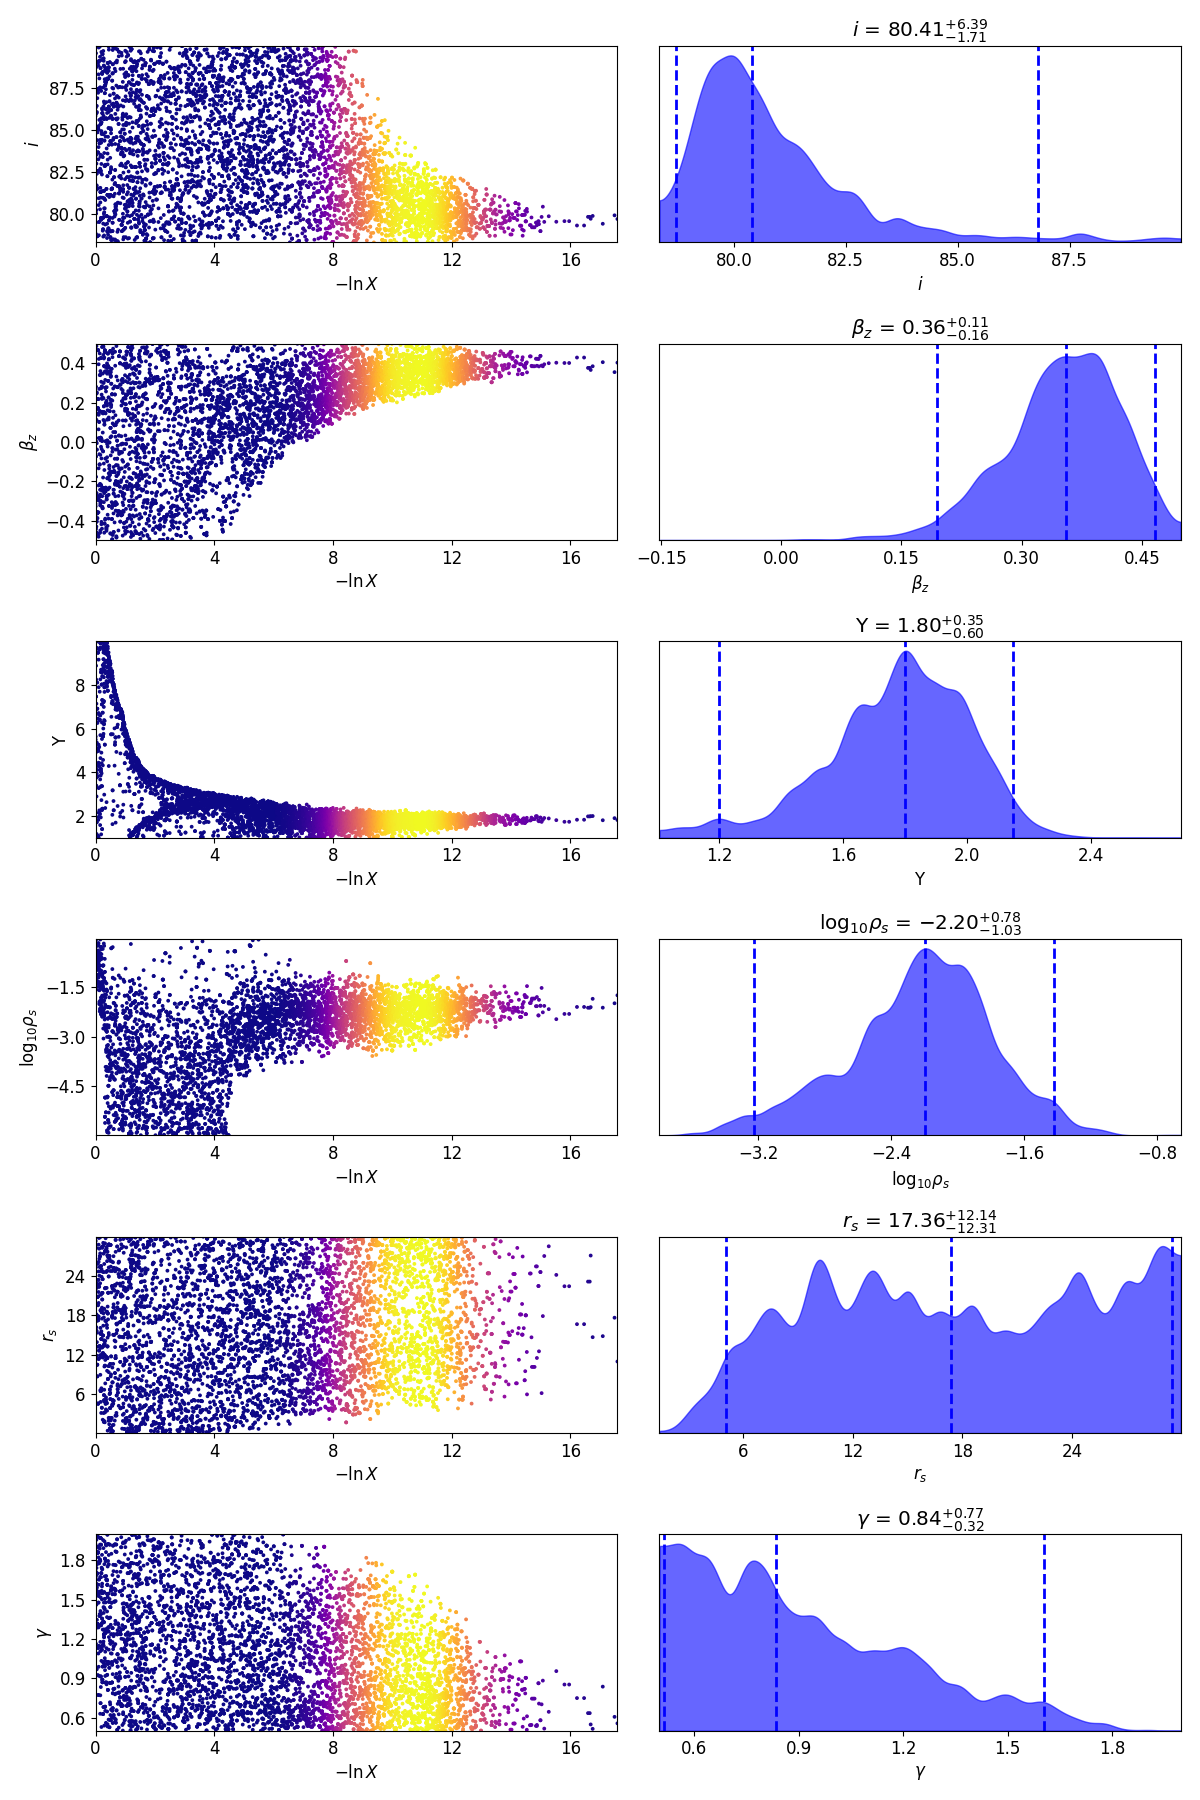 i = 80.41+6.39−1.71
87.5
85.0
82.5
80.0
i
0 4 8 12 16
−ln X
80.0 82.5 85.0 87.5
i
βz = 0.36+0.11−0.16
0.4
0.2
0.0
−0.2
−0.4
βz
0 4 8 12 16
−ln X
−0.15 0.00 0.15 0.30 0.45
βz
Y = 1.80+0.35−0.60
8
6
4
2
Y
0 4 8 12 16
−ln X
1.2 1.6 2.0 2.4
Y
log10ρs = −2.20+0.78−1.03
−1.5
−3.0
−4.5
log10ρs
0 4 8 12 16
−ln X
−3.2 −2.4 −1.6 −0.8
log10ρs
rs = 17.36+12.14−12.31
24
18
12
6
rs
0 4 8 12 16
−ln X
6 12 18 24
rs
γ = 0.84+0.77−0.32
1.8
1.5
1.2
0.9
0.6
γ
0 4 8 12 16
−ln X
0.6 0.9 1.2 1.5 1.8
γ